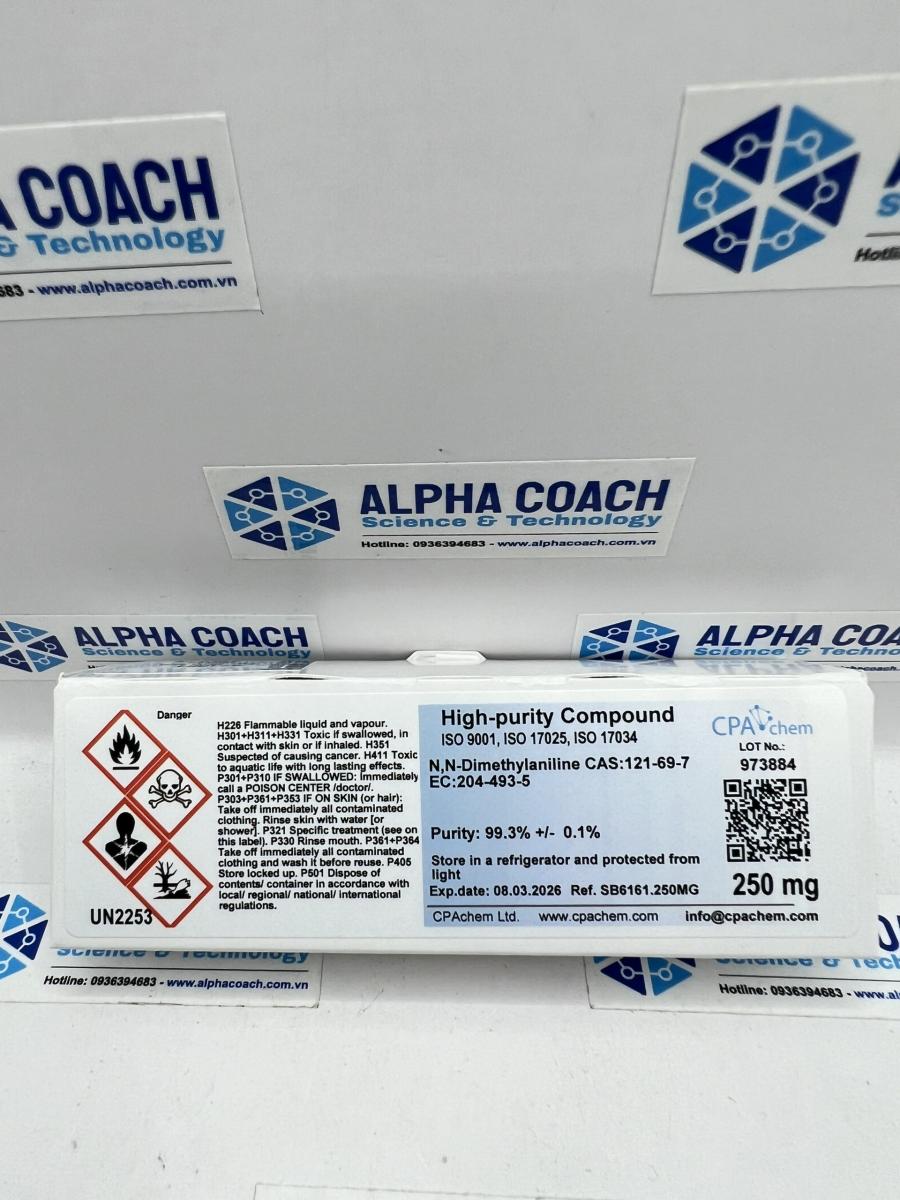 A COACH
& Technology
683 - www.alphacoach.com.vn
ALPHA COACH
Science & Technology
Hotline: 0936394683 - www.alphacoach.com.vn
ALPHA COACH
Science & Technology
ALPHA COA
Science & Tech
Danger
H226 Flammable liquid and vapour.
H301+H311+H331 Toxic if swallowed, in
contact with skin or if inhaled. H351
Suspected of causing cancer. H411 Toxic
to aquatic life with long lasting effects.
P301+P310 IF SWALLOWED: Immediately
call a POISON CENTER /doctor/.
P303+P361+P353 IF ON SKIN (or hair):
Take off immediately all contaminated
clothing. Rinse skin with water [or
shower]. P321 Specific treatment (see on
this label). P330 Rinse mouth. P361+P364
Take off immediately all contaminated
clothing and wash it before reuse. P405
Store locked up. P501 Dispose of
contents/ container in accordance with
local/ regional/ national/ international
regulations.
UN2253
High-purity Compound
ISO 9001, ISO 17025, ISO 17034
N,N-Dimethylaniline CAS:121-69-7
EC:204-493-5
Purity: 99.3% +/- 0.1%
Store in a refrigerator and protected from
light
Exp.date: 08.03.2026 Ref. SB6161.250MG
CPAchem
LOT No.:
973884
250 mg
CPAchem Ltd. www.cpachem.com info@cpachem.com
Science & Technology
Hotline: 0936394683 - www.alphacoach.com.vn
Hotline: 0936394683 - www.al